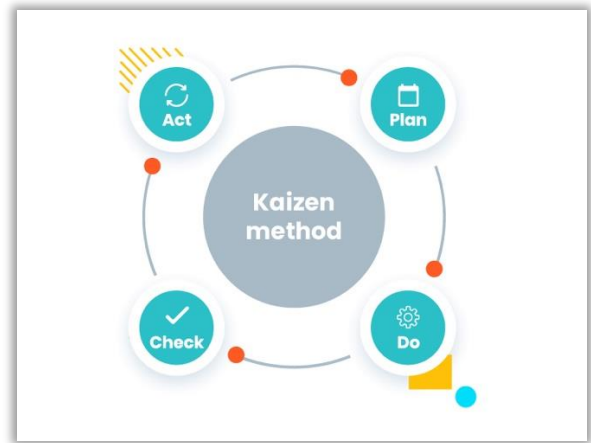 Act
Plan
Kaizen
method
Check
Do